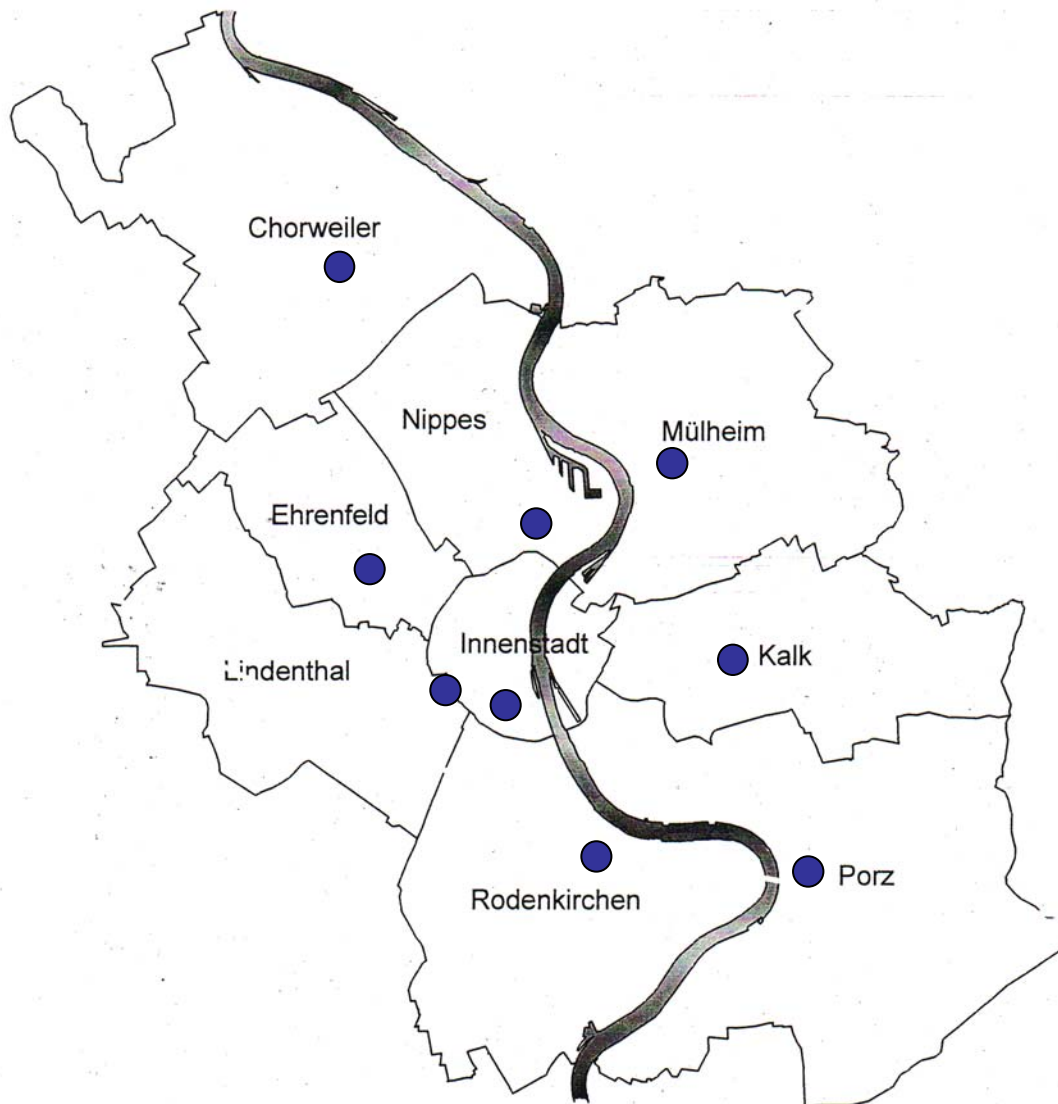 Chorweiler
Nippes
Mülheim
Ehrenfeld
Innenstadt
Kalk
Lindenthal
Porz
Rodenkirchen